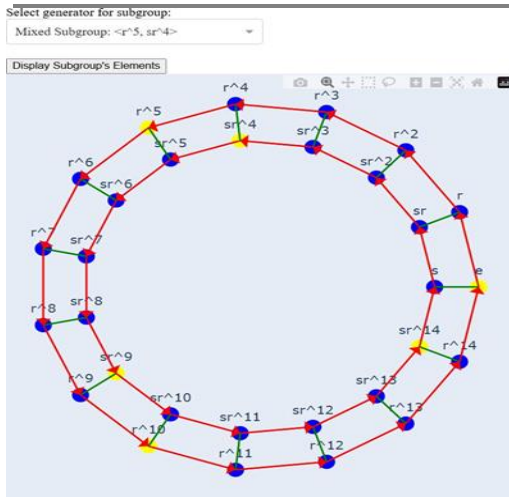 Select generator for subgroup:
Mixed Subgroup: <r^5, sr^4>
Display Subgroup's Elements
r^4
r^3
r^5
sr^4
sr^3
r^2
sr^5
r^6
sr^2
sr^6
r
sr
r^7
sr^7
s
e
r^8
sr^8
sr^14
sr^9
r^14
r^9
sr^13
sr^10
sr^12
r^13
sr^11
r^10
r^12
r^11